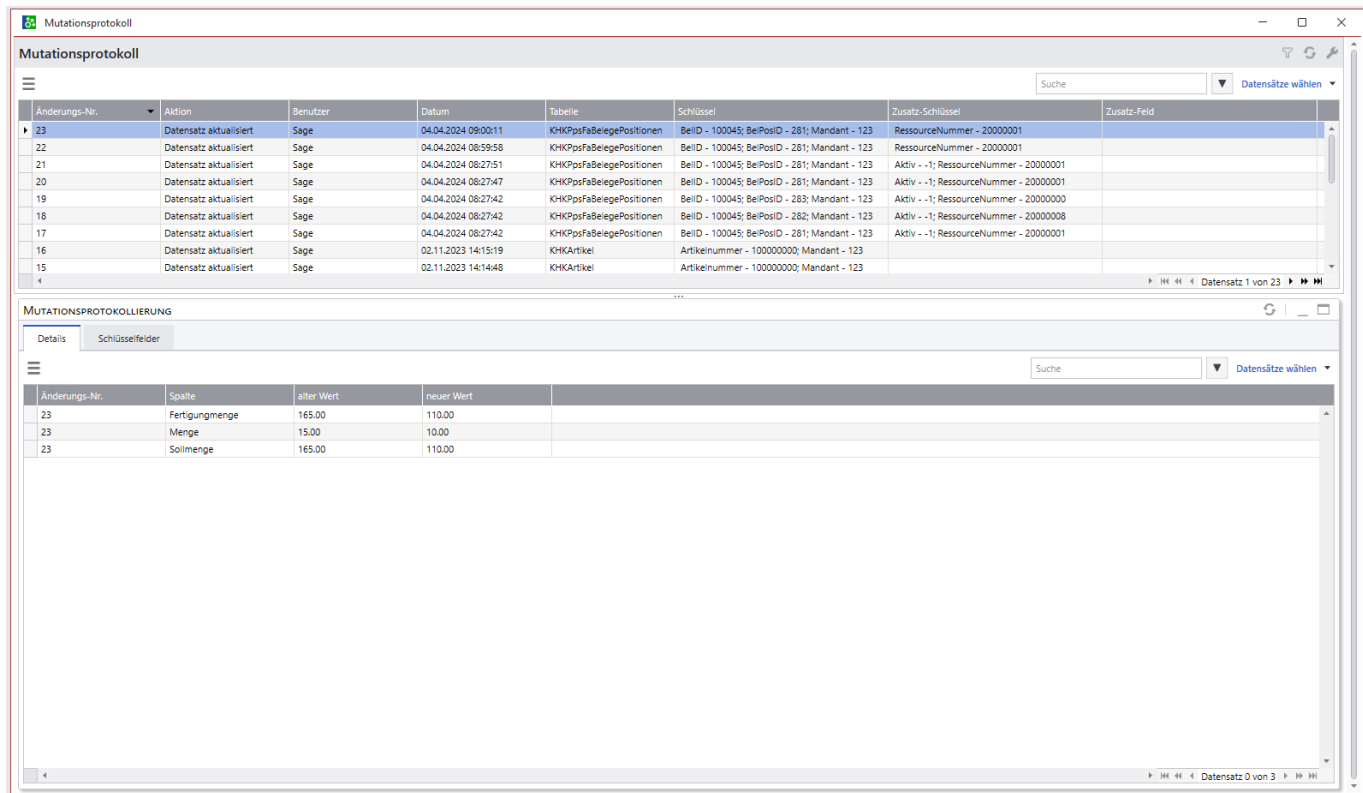 Mutationsprotokoll
Mutationsprotokoll
Suche Datensätze wählen
Änderungs-Nr. Aktion Benutzer Datum Tabelle Schlüssel Zusatz-Schlüssel Zusatz-Feld
23 Datensatz aktualisiert Sage 04.04.2024 09:00:11 KHKPpsFaBelegePositionen BelID - 100045; BelPosID - 281; Mandant - 123 RessourceNummer - 20000001
22 Datensatz aktualisiert Sage 04.04.2024 08:59:58 KHKPpsFaBelegePositionen BelID - 100045; BelPosID - 281; Mandant - 123 RessourceNummer - 20000001
21 Datensatz aktualisiert Sage 04.04.2024 08:27:51 KHKPpsFaBelegePositionen BelID - 100045; BelPosID - 281; Mandant - 123 Aktiv - -1; RessourceNummer - 20000001
20 Datensatz aktualisiert Sage 04.04.2024 08:27:47 KHKPpsFaBelegePositionen BelID - 100045; BelPosID - 281; Mandant - 123 Aktiv - -1; RessourceNummer - 20000001
19 Datensatz aktualisiert Sage 04.04.2024 08:27:42 KHKPpsFaBelegePositionen BelID - 100045; BelPosID - 283; Mandant - 123 Aktiv - -1; RessourceNummer - 20000000
18 Datensatz aktualisiert Sage 04.04.2024 08:27:42 KHKPpsFaBelegePositionen BelID - 100045; BelPosID - 282; Mandant - 123 Aktiv - -1; RessourceNummer - 20000008
17 Datensatz aktualisiert Sage 04.04.2024 08:27:42 KHKPpsFaBelegePositionen BelID - 100045; BelPosID - 281; Mandant - 123 Aktiv - -1; RessourceNummer - 20000001
16 Datensatz aktualisiert Sage 02.11.2023 14:15:19 KHKArtikel Artikelnummer - 100000000; Mandant - 123
15 Datensatz aktualisiert Sage 02.11.2023 14:14:48 KHKArtikel Artikelnummer - 100000000; Mandant - 123
Datensatz 1 von 23
MUTATIONSPROTOKOLLIERUNG
Details Schlüsselfelder
Suche Datensätze wählen
Änderungs-Nr. Spalte alter Wert neuer Wert
23 Fertigungmenge 165.00 110.00
23 Menge 15.00 10.00
23 Sollmenge 165.00 110.00
Datensatz 0 von 3